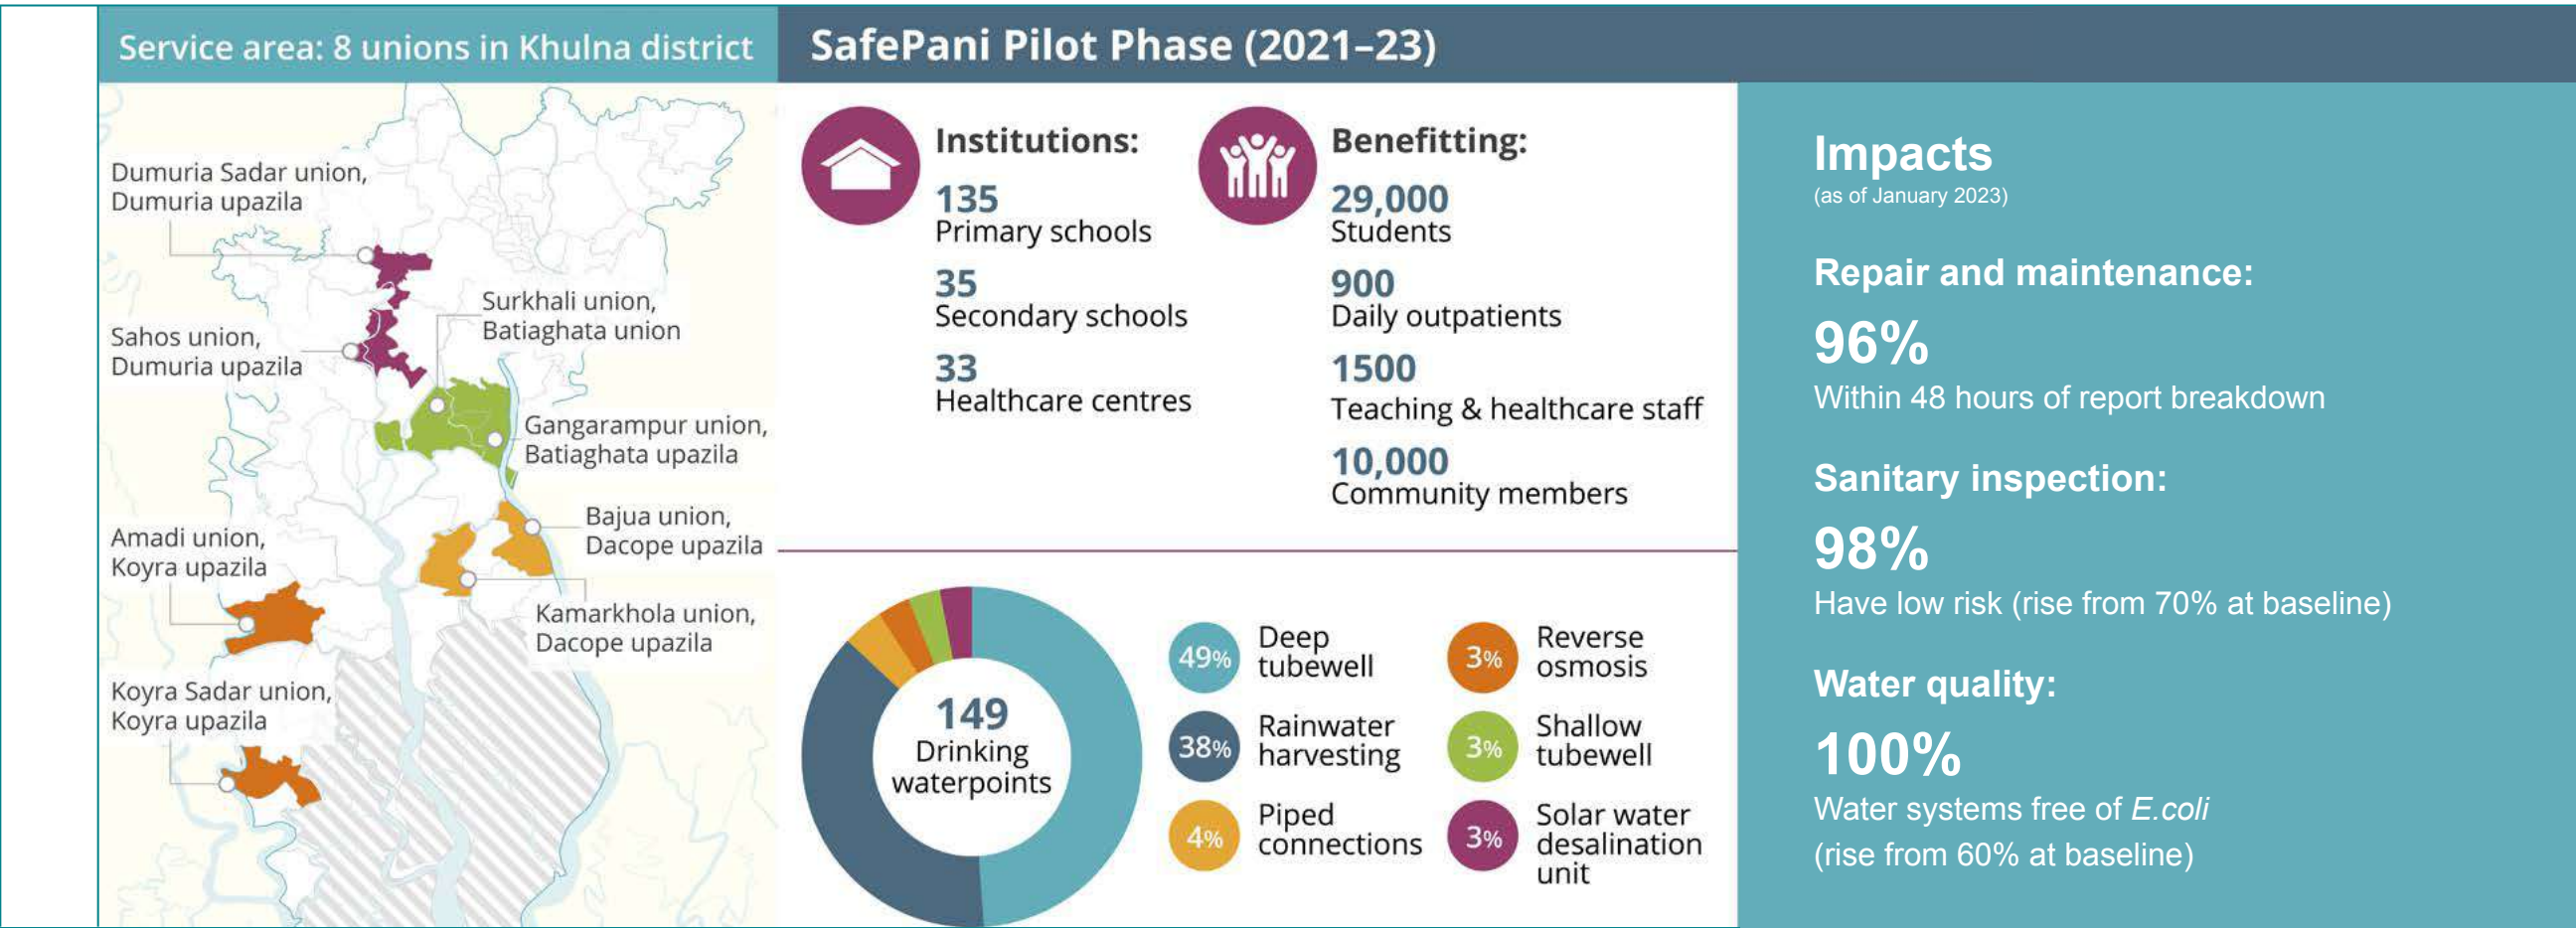 Service area: 8 unions in Khulna district
Dumuria Sadar union,
Dumuria upazila
Surkhali union,
Batiaghata union
Sahos union,
Dumuria upazila
Gangarampur union,
Batiaghata upazila
Bajua union,
Dacope upazila
Amadi union,
Koyra upazila
Kamarkhola union,
Dacope upazila
Koyra Sadar union,
Koyra upazila
SafePani Pilot Phase (2021–23)
Institutions:
135
Primary schools
35
Secondary schools
33
Healthcare centres
Benefitting:
29,000
Students
900
Daily outpatients
1500
Teaching & healthcare staff
10,000
Community members
149
Drinking
waterpoints
49%
Deep
tubewell
38%
Rainwater
harvesting
4%
Piped
connections
3%
Reverse
osmosis
3%
Shallow
tubewell
3%
Solar water
desalination
unit
Impacts
(as of January 2023)
Repair and maintenance:
96%
Within 48 hours of report breakdown
Sanitary inspection:
98%
Have low risk (rise from 70% at baseline)
Water quality:
100%
Water systems free of E.coli
(rise from 60% at baseline)